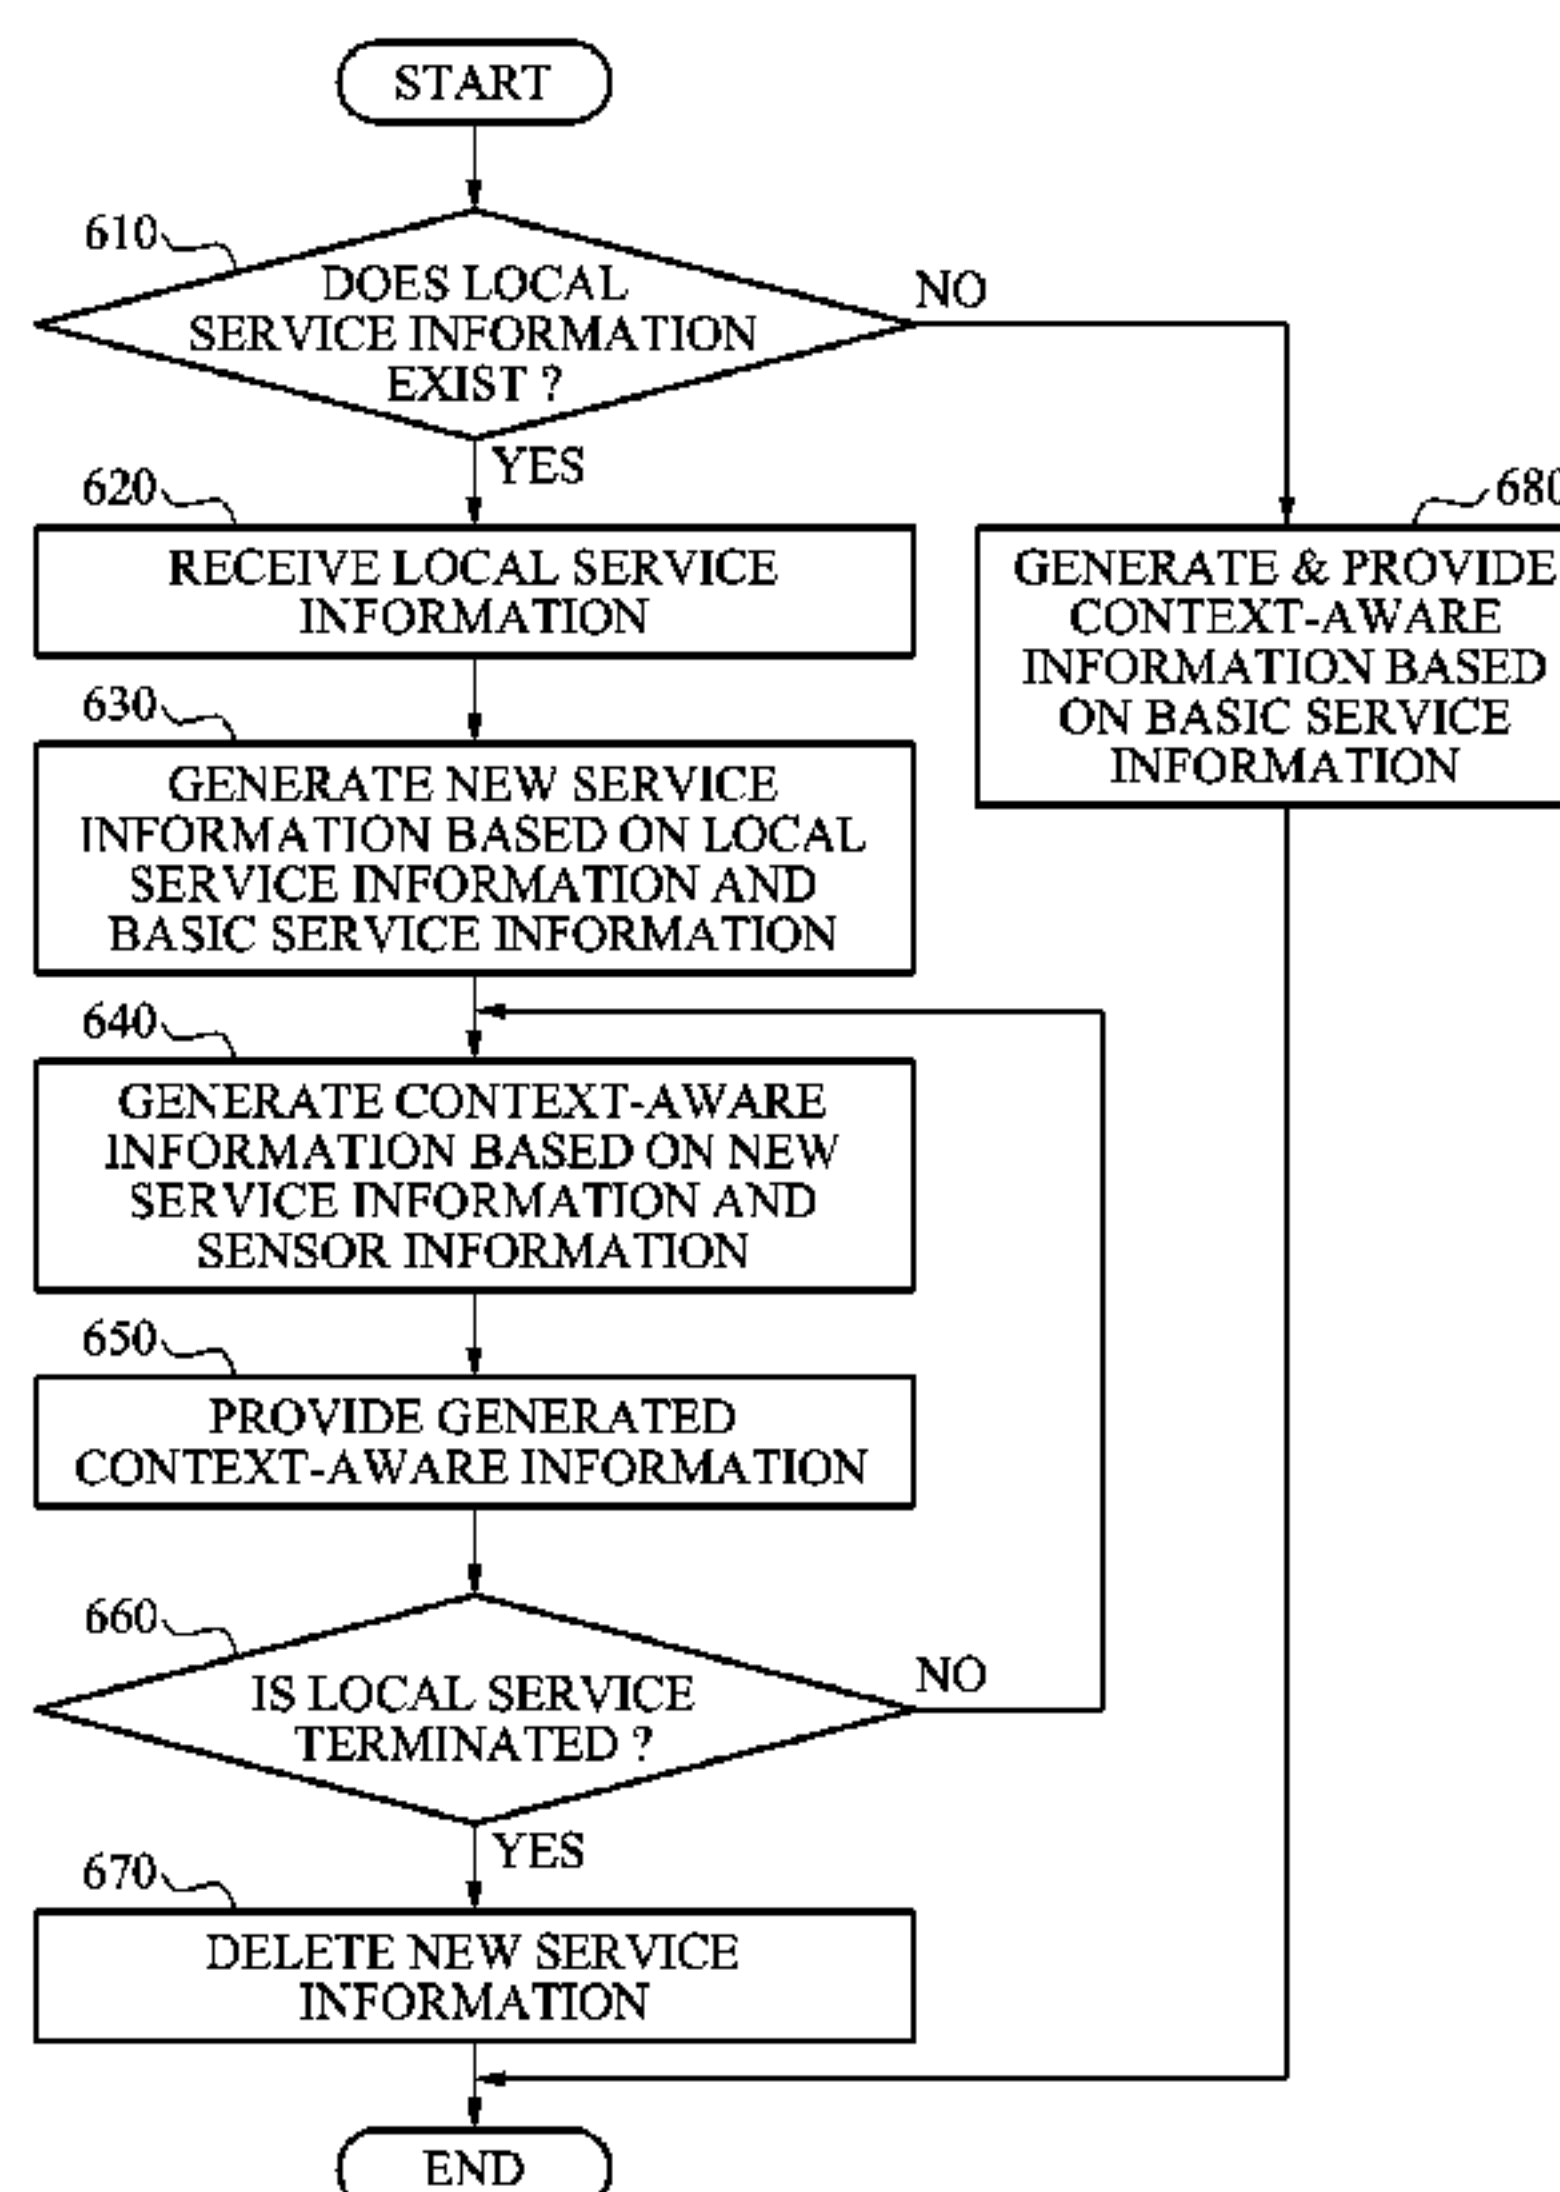 START
610
DOES LOCAL
SERVICE INFORMATION
EXIST ?
NO
YES
620
RECEIVE LOCAL SERVICE
INFORMATION
680
GENERATE & PROVIDE
CONTEXT-AWARE
INFORMATION BASED
ON BASIC SERVICE
INFORMATION
630
GENERATE NEW SERVICE
INFORMATION BASED ON LOCAL
SERVICE INFORMATION AND
BASIC SERVICE INFORMATION
640
GENERATE CONTEXT-AWARE
INFORMATION BASED ON NEW
SERVICE INFORMATION AND
SENSOR INFORMATION
650
PROVIDE GENERATED
CONTEXT-AWARE INFORMATION
660
IS LOCAL SERVICE
TERMINATED ?
NO
YES
670
DELETE NEW SERVICE
INFORMATION
END